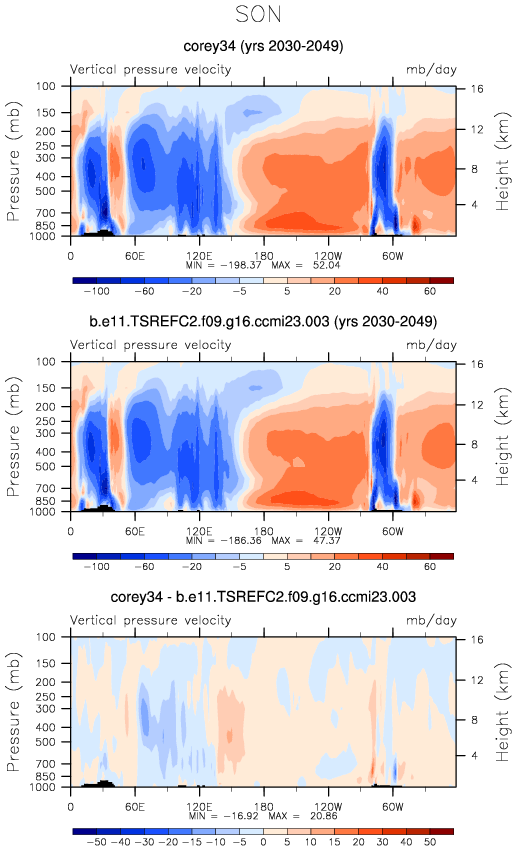 SON
corey34 (yrs 2030-2049)
Vertical pressure velocity mb/day
Pressure (mb)
100
150
200
250
300
400
500
700
850
1000
16
12
8
4
Height (km)
0 60E 120E 180 120W 60W
MIN = -198.37 MAX = 52.04
-100 -60 -20 -5 5 20 40 60
b.e11.TSREFC2.f09.g16.ccmi23.003 (yrs 2030-2049)
Vertical pressure velocity mb/day
Pressure (mb)
100
150
200
250
300
400
500
700
850
1000
16
12
8
4
Height (km)
0 60E 120E 180 120W 60W
MIN = -186.36 MAX = 47.37
-100 -60 -20 -5 5 20 40 60
corey34 - b.e11.TSREFC2.f09.g16.ccmi23.003
Vertical pressure velocity mb/day
Pressure (mb)
100
150
200
250
300
400
500
700
850
1000
16
12
8
4
Height (km)
0 60E 120E 180 120W 60W
MIN = -16.92 MAX = 20.86
-50 -40 -30 -20 -15 -10 -5 0 5 10 15 20 30 40 50